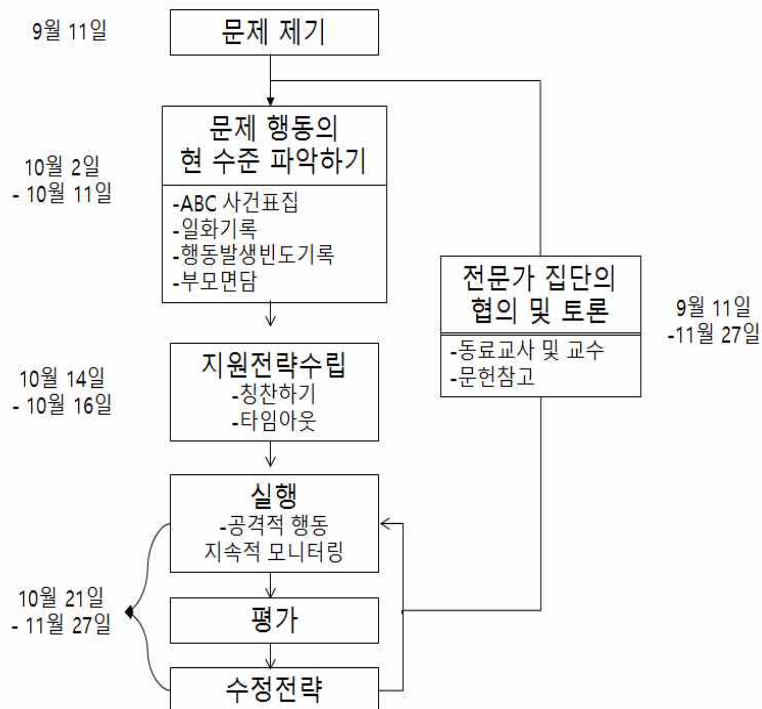 9월 11일
문제 제기
문제 행동의
현 수준 파악하기
10월 2일
- 10월 11일
-ABC 사건표집
-일화기록
-행동발생빈도기록
-부모면담
전문가 집단의
협의 및 토론
-동료교사 및 교수
-문헌참고
9월 11일
-11월 27일
지원전략수립
-칭찬하기
-타임아웃
10월 14일
- 10월 16일
실행
-공격적 행동
지속적 모니터링
10월 21일
- 11월 27일
평가
수정전략